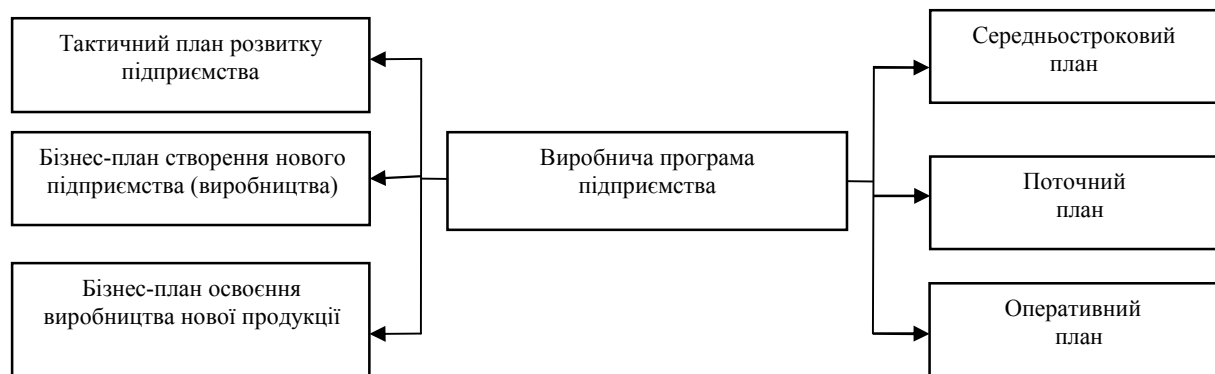 Тактичний план розвитку
підприємства
Бізнес-план створення нового
підприємства (виробництва)
Бізнес-план освоєння
виробництва нової продукції
Виробнича програма
підприємства
Середньостроковий
план
Поточний
план
Оперативний
план